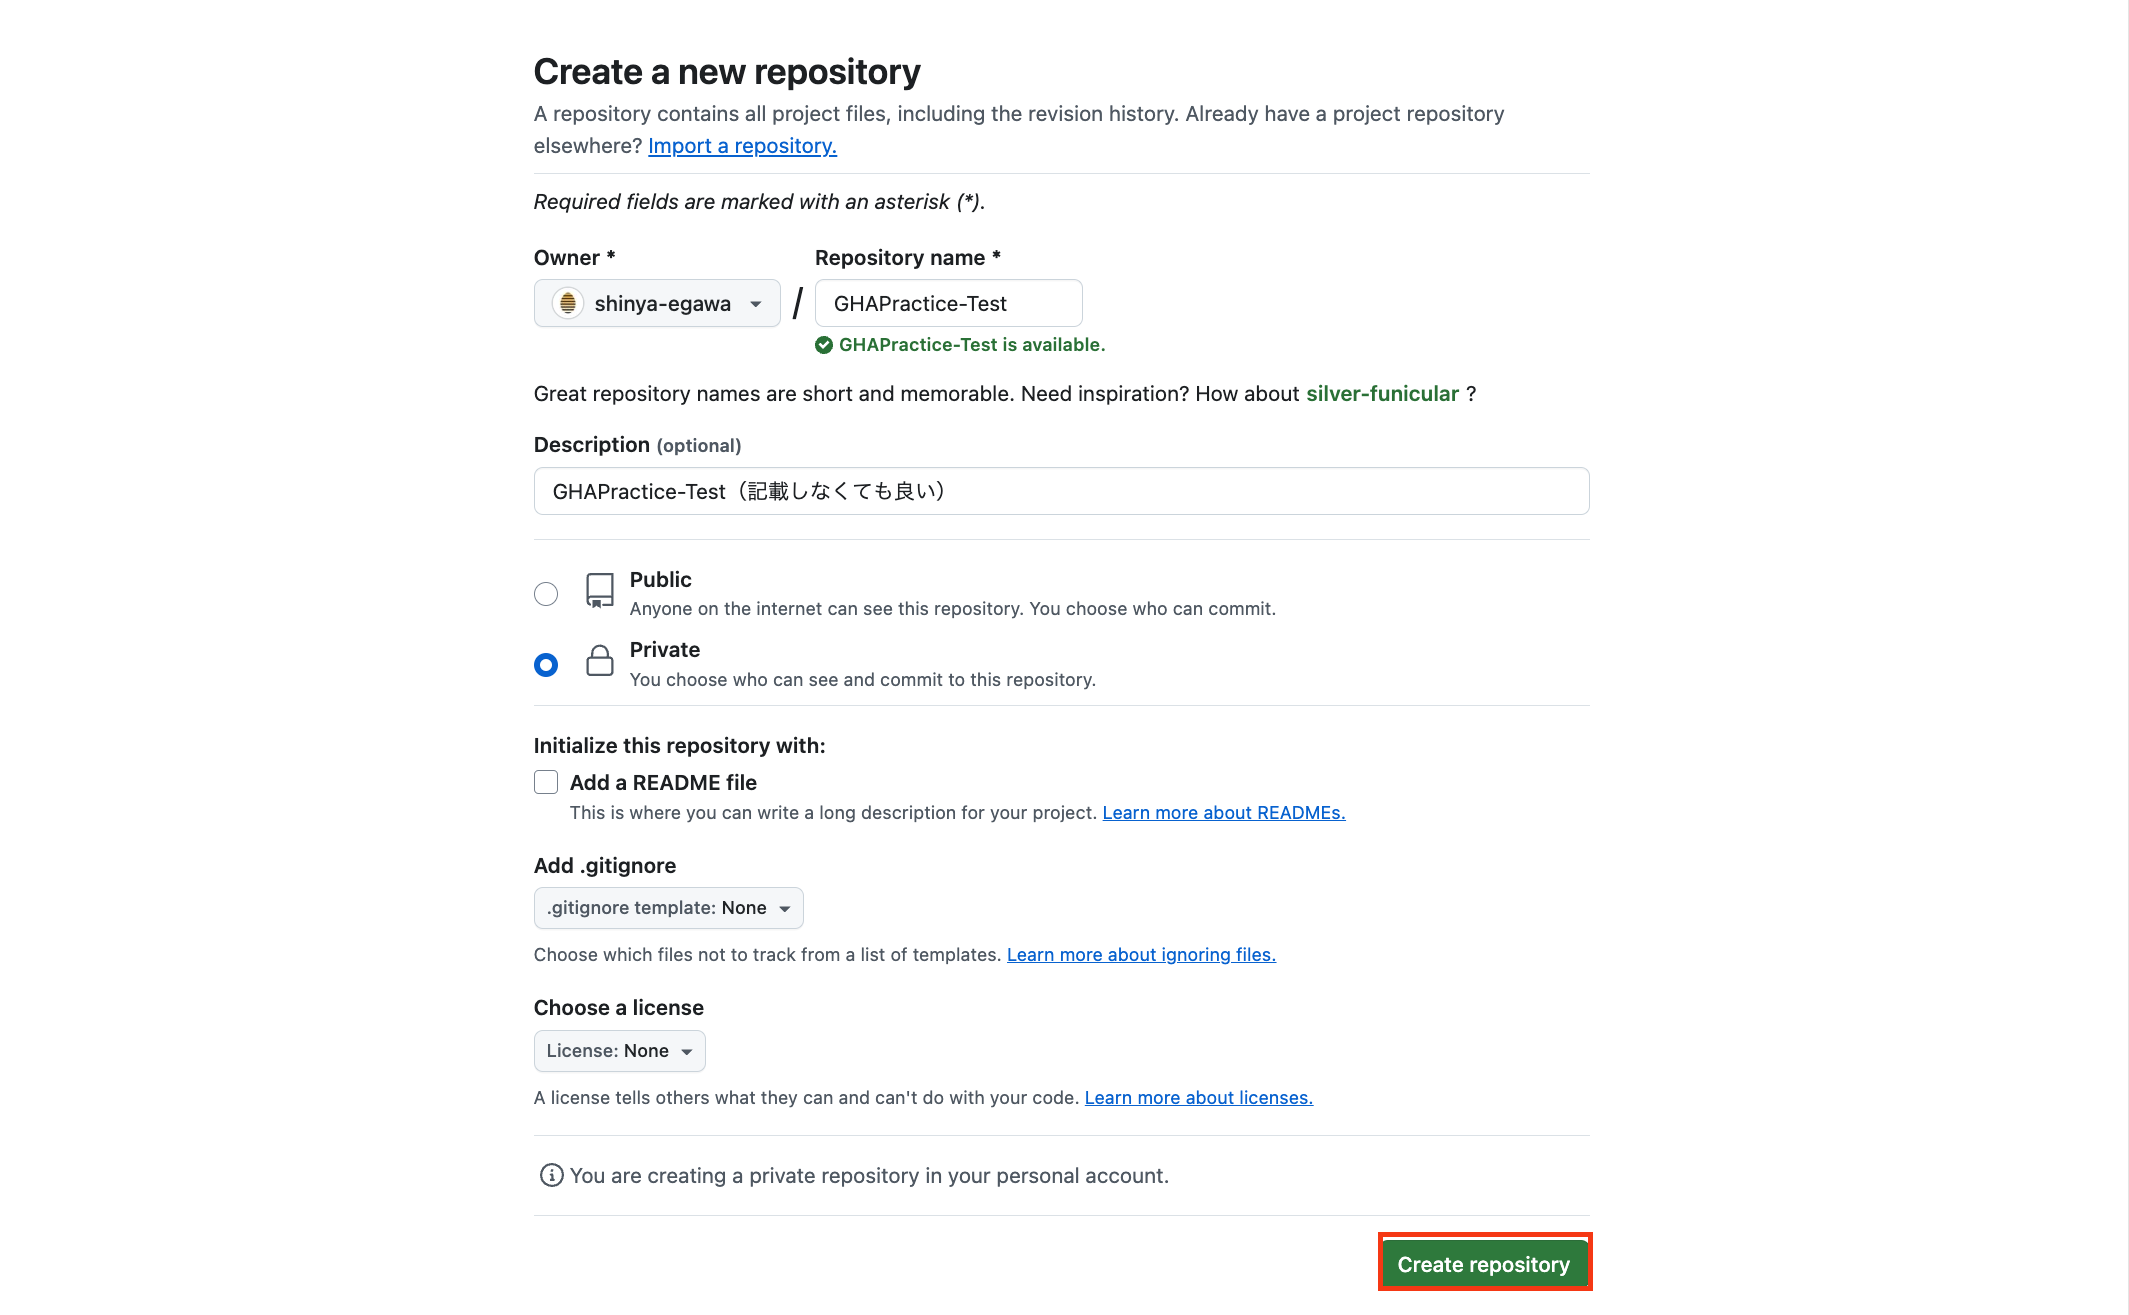 Create a new repository
A repository contains all project files, including the revision history. Already have a project repository
elsewhere? Import a repository.
Required fields are marked with an asterisk (*).
Owner *
Repository name *
shinya-egawa
/
GHAPractice-Test
GHAPractice-Test is available.
Great repository names are short and memorable. Need inspiration? How about silver-funicular ?
Description (optional)
GHAPractice-Test（記載しなくても良い）
Public
Anyone on the internet can see this repository. You choose who can commit.
Private
You choose who can see and commit to this repository.
Initialize this repository with:
Add a README file
This is where you can write a long description for your project. Learn more about READMEs.
Add .gitignore
.gitignore template: None
Choose which files not to track from a list of templates. Learn more about ignoring files.
Choose a license
License: None
A license tells others what they can and can't do with your code. Learn more about licenses.
You are creating a private repository in your personal account.
Create repository